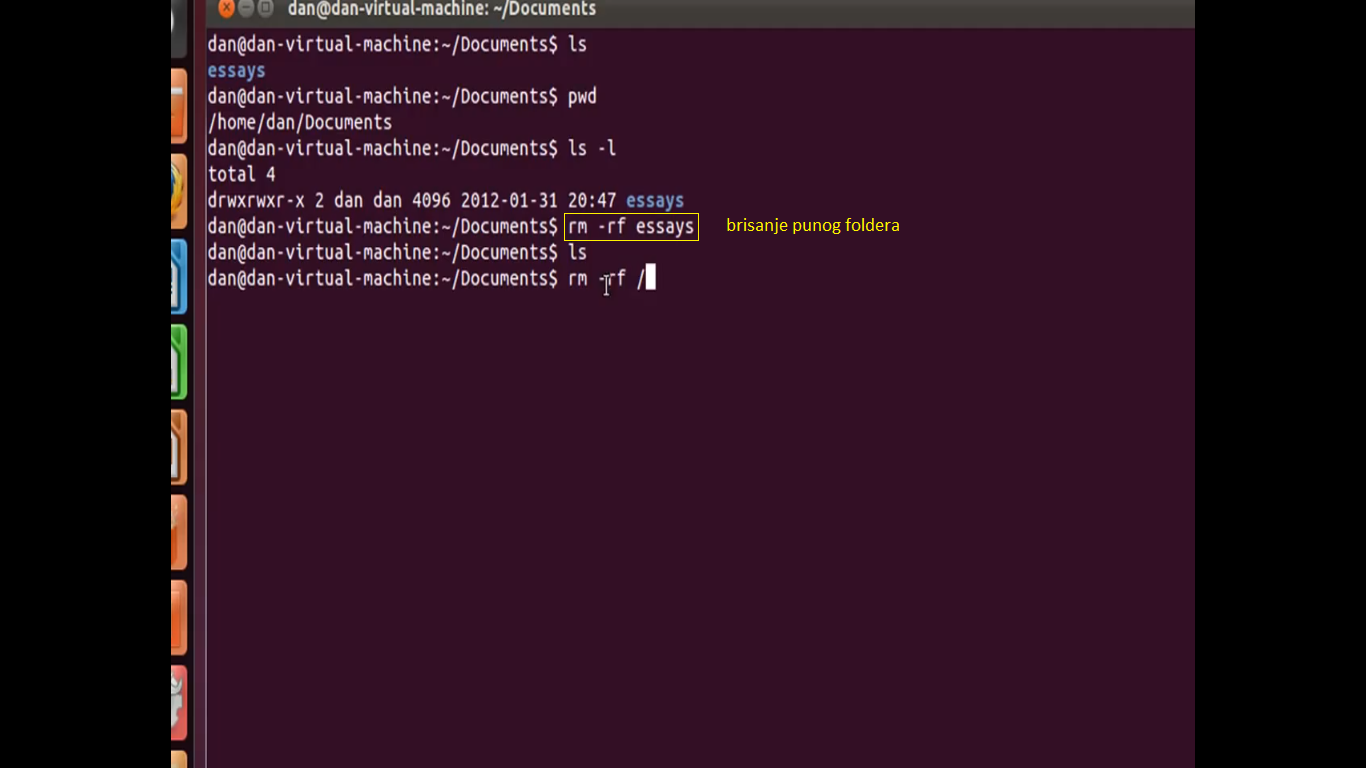 dan@dan-virtual-machine: ~/Documents
dan@dan-virtual-machine:~/Documents$ ls
essays
dan@dan-virtual-machine:~/Documents$ pwd
/home/dan/Documents
dan@dan-virtual-machine:~/Documents$ ls -l
total 4
drwxrwxr-x 2 dan dan 4096 2012-01-31 20:47 essays
dan@dan-virtual-machine:~/Documents$ rm -rf essays brisanje punog foldera
dan@dan-virtual-machine:~/Documents$ ls
dan@dan-virtual-machine:~/Documents$ rm -rf /